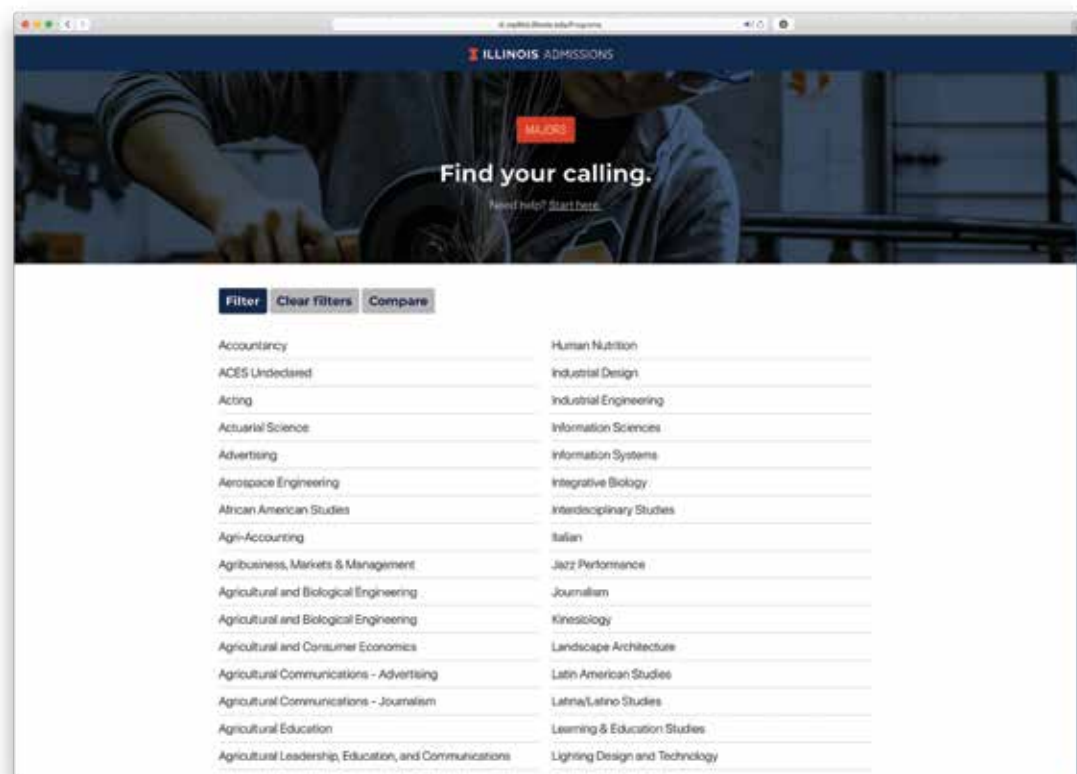 ILLINOIS ADMISSIONS
MAJORS
Find your calling.
Need help? Start here.
Filter Clear filters Compare
Accountancy
ACES Undeclared
Acting
Actuarial Science
Advertising
Aerospace Engineering
African American Studies
Agri-Accounting
Agribusiness, Markets & Management
Agricultural and Biological Engineering
Agricultural and Biological Engineering
Agricultural and Consumer Economics
Agricultural Communications - Advertising
Agricultural Communications - Journalism
Agricultural Education
Agricultural Leadership, Education, and Communications
Human Nutrition
Industrial Design
Industrial Engineering
Information Sciences
Information Systems
Integrative Biology
Interdisciplinary Studies
Italian
Jazz Performance
Journalism
Kinesiology
Landscape Architecture
Latin American Studies
Latina/Latino Studies
Learning & Education Studies
Lighting Design and Technology